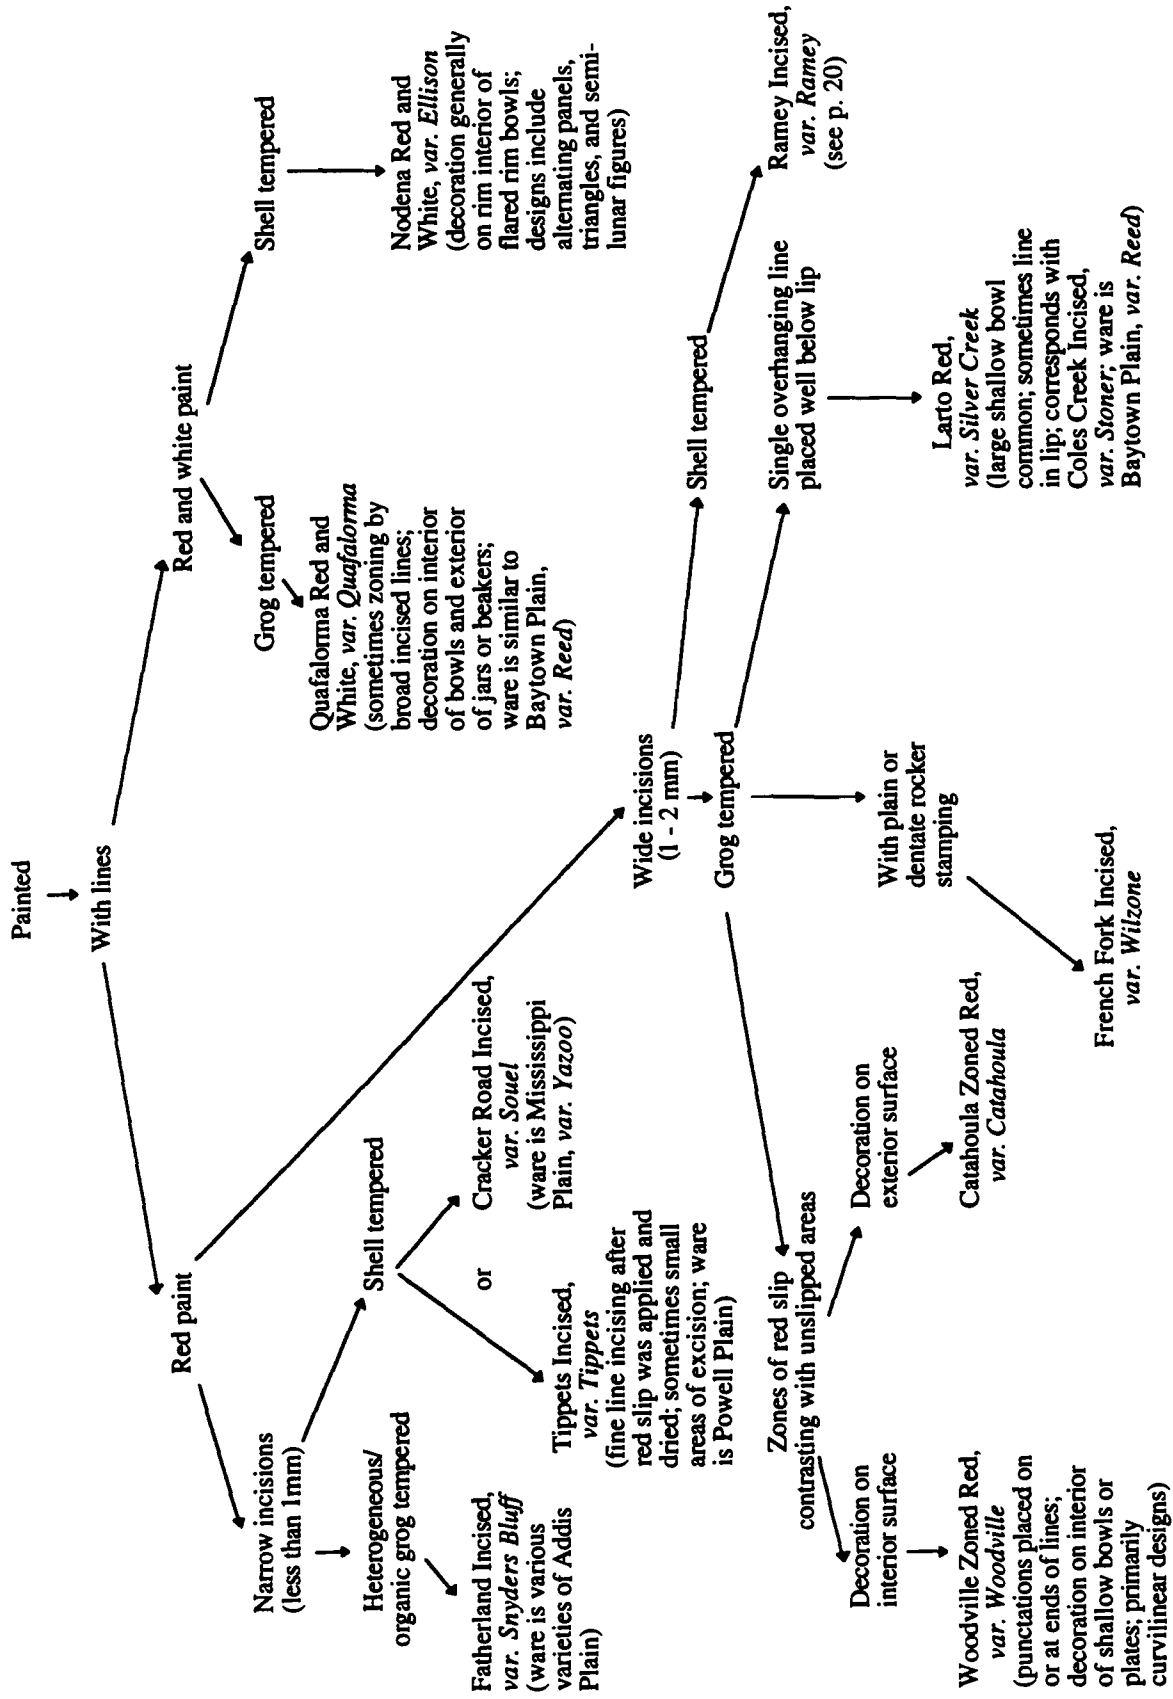 Painted
With lines
Red paint
Red and white paint
Narrow incisions
(less than 1mm)
Heterogeneous/
organic grog tempered
Fatherland Incised,
var. Snyders Bluff
(ware is various
varieties of Addis
Plain)
Shell tempered
Tippets Incised,
var. Tippets
(fine line incising after
red slip was applied and
dried; sometimes small
areas of excision; ware
is Powell Plain)
or
Cracker Road Incised,
var. Souel
(ware is Mississippi
Plain, var. Yazoo)
Grog tempered
Quafalorma Red and
White, var. Quafalorma
(sometimes zoning by
broad incised lines;
decoration on interior
of bowls and exterior
of jars or beakers;
ware is similar to
Baytown Plain,
var. Reed)
Shell tempered
Nodena Red and
White, var. Ellison
(decoration generally
on rim interior of
flared rim bowls;
designs include
alternating panels,
triangles, and semi-
lunar figures)
Wide incisions
(1 - 2 mm)
Grog tempered
Shell tempered
Ramey Incised,
var. Ramey
(see p. 20)
Zones of red slip
contrasting with unslipped areas
Decoration on
interior surface
Woodville Zoned Red,
var. Woodville
(punctations placed on
or at ends of lines;
decoration on interior
of shallow bowls or
plates; primarily
curvilinear designs)
Decoration on
exterior surface
Catahoula Zoned Red,
var. Catahoula
With plain or
dentate rocker
stamping
French Fork Incised,
var. Wilzone
Single overhanging line
placed well below lip
Larto Red,
var. Silver Creek
(large shallow bowl
common; sometimes line
in lip; corresponds with
Coles Creek Incised,
var. Stoner; ware is
Baytown Plain, var. Reed)